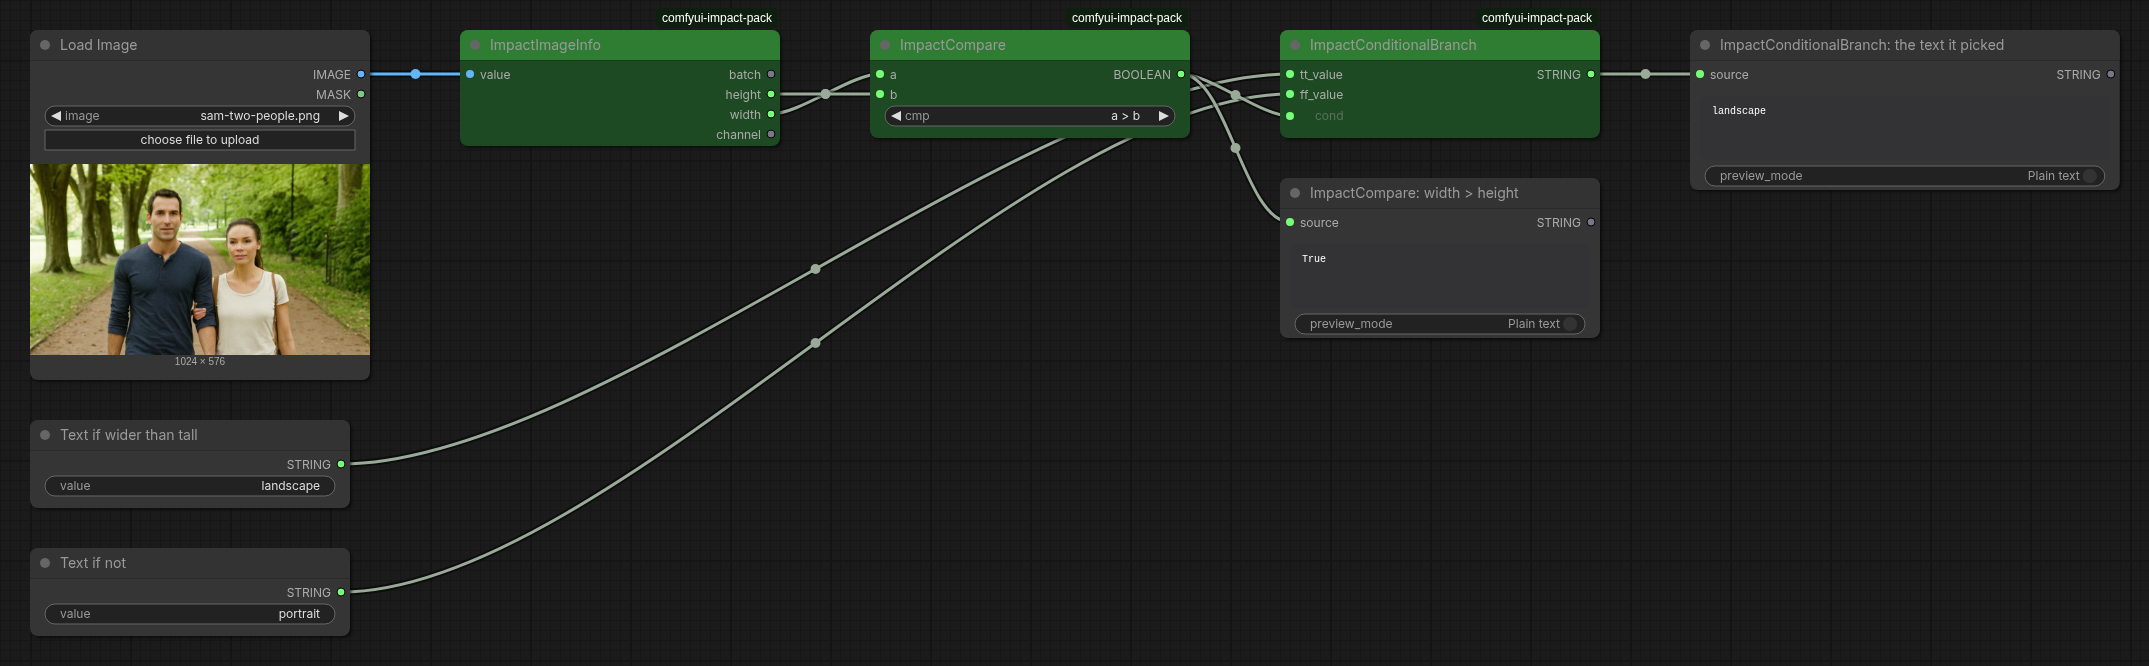 comfyui-impact-pack
comfyui-impact-pack
comfyui-impact-pack
Load Image
IMAGE
MASK
image sam-two-people.png
choose file to upload
1024 × 576
ImpactImageInfo
value batch
height
width
channel
ImpactCompare
a BOOLEAN
b
cmp a > b
ImpactConditionalBranch
tt_value STRING
ff_value
cond
ImpactConditionalBranch: the text it picked
source STRING
landscape
preview_mode Plain text
ImpactCompare: width > height
source STRING
True
preview_mode Plain text
Text if wider than tall
STRING
value landscape
Text if not
STRING
value portrait